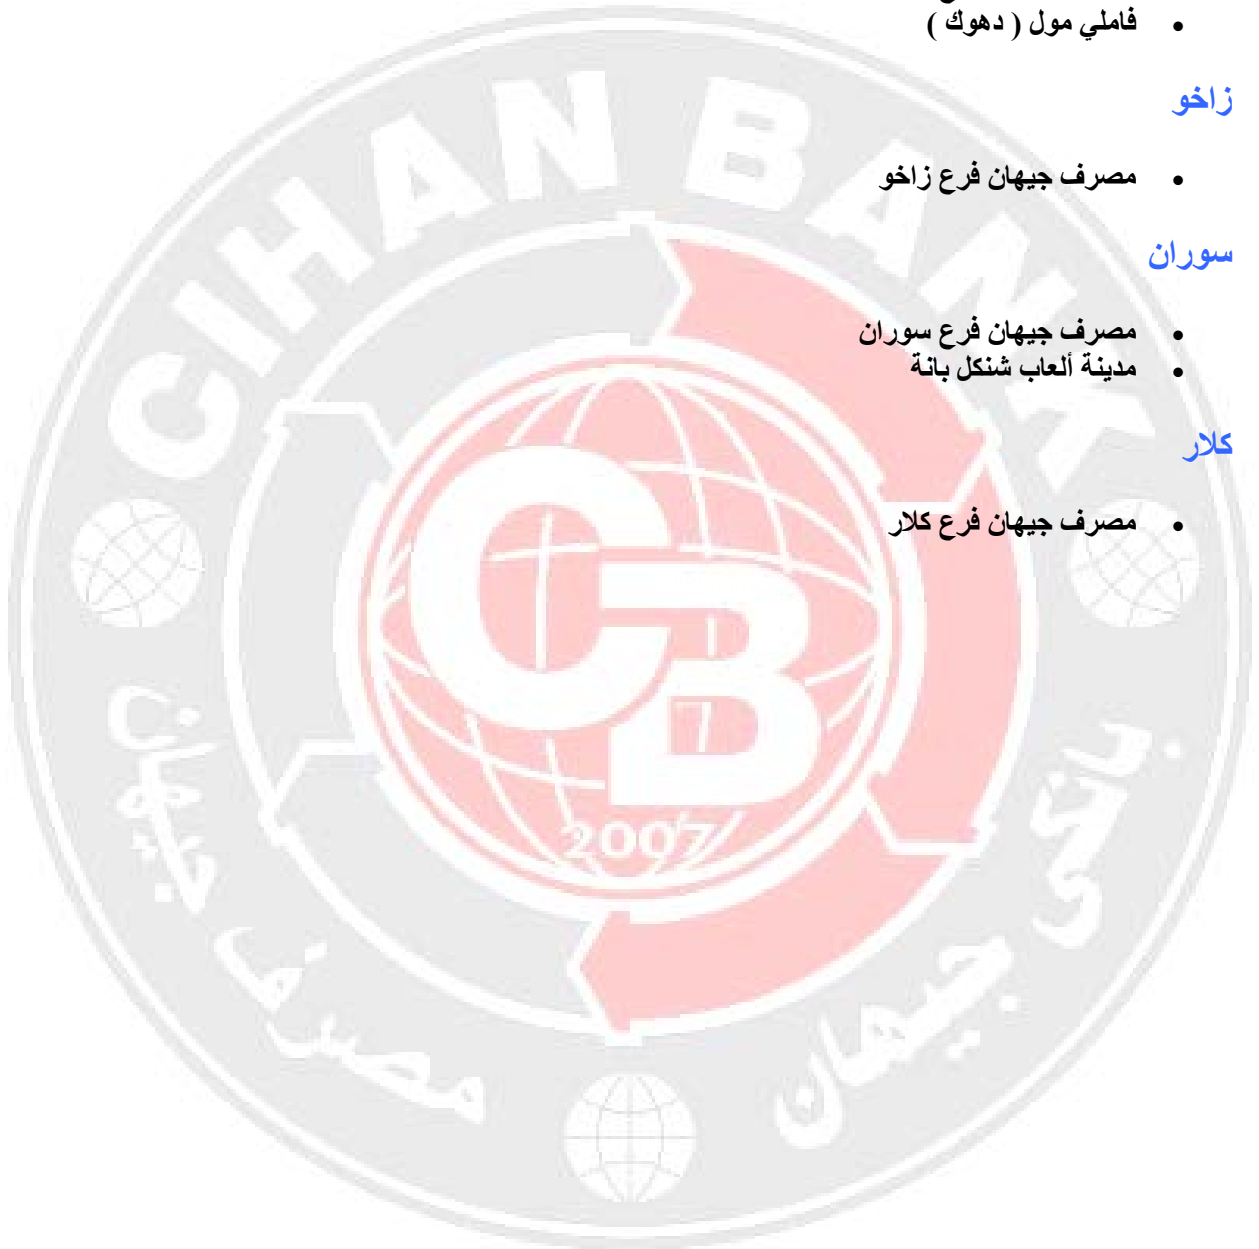 فاملي مول ( دهوك )
زاخو
مصرف جيهان فرع زاخو
سوران
مصرف جيهان فرع سوران
مدينة ألعاب شنكل بانة
كلار
مصرف جيهان فرع كلار
CIHAN BANK
CB
2007
مصرف جيهان
بانكى جيهان